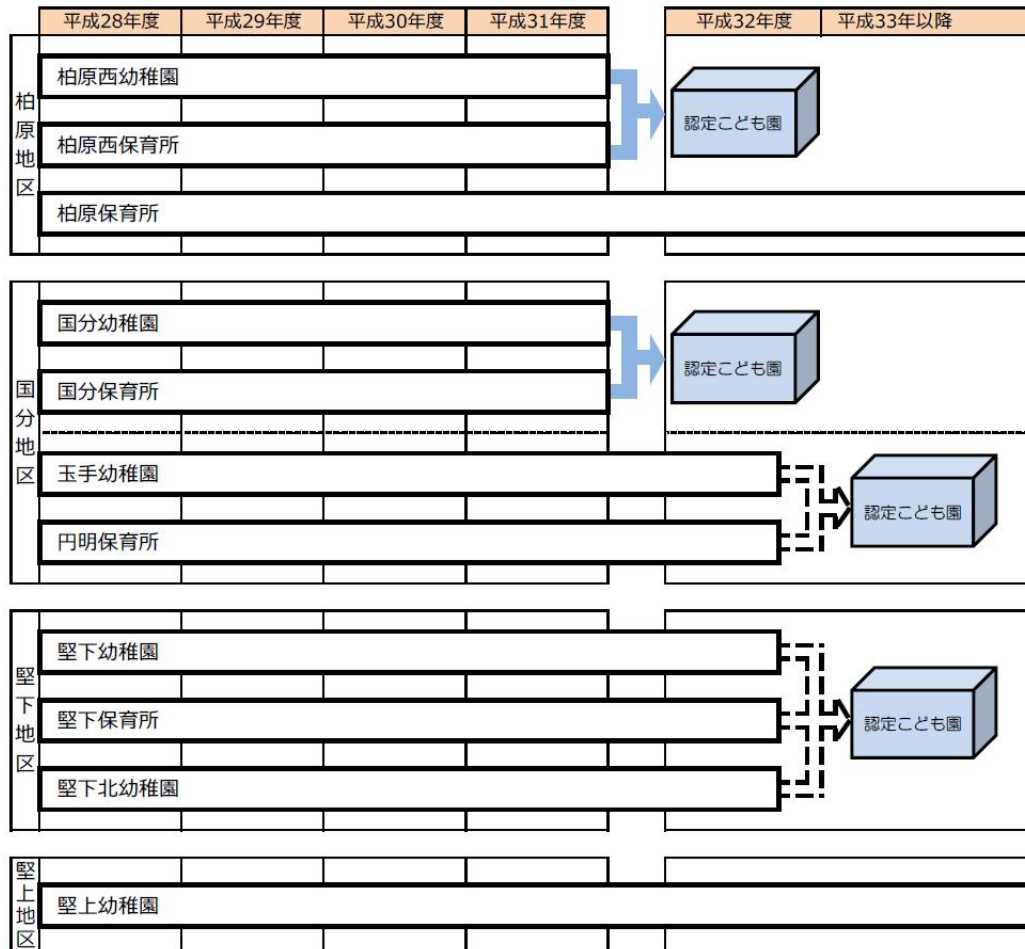 平成28年度 平成29年度 平成30年度 平成31年度 平成32年度 平成33年以降
柏原地区
柏原西幼稚園
柏原西保育所
認定こども園
柏原保育所
国分地区
国分幼稚園
国分保育所
認定こども園
玉手幼稚園
円明保育所
認定こども園
堅下地区
堅下幼稚園
堅下保育所
堅下北幼稚園
認定こども園
堅上地区
堅上幼稚園